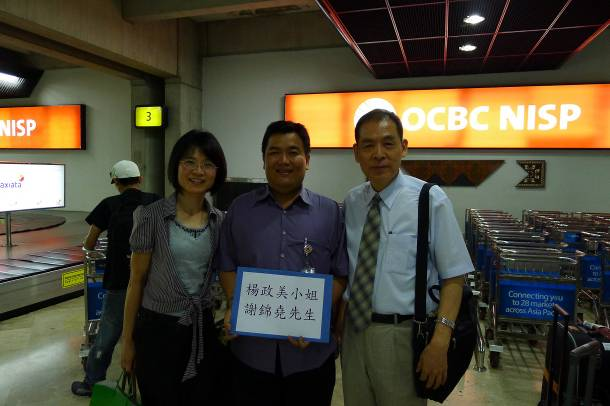 NISP
3
OCBC NISP
axiata
楊政美小姐
謝錦堯先生
Connecting you
to 28 markets
across Asia Pac